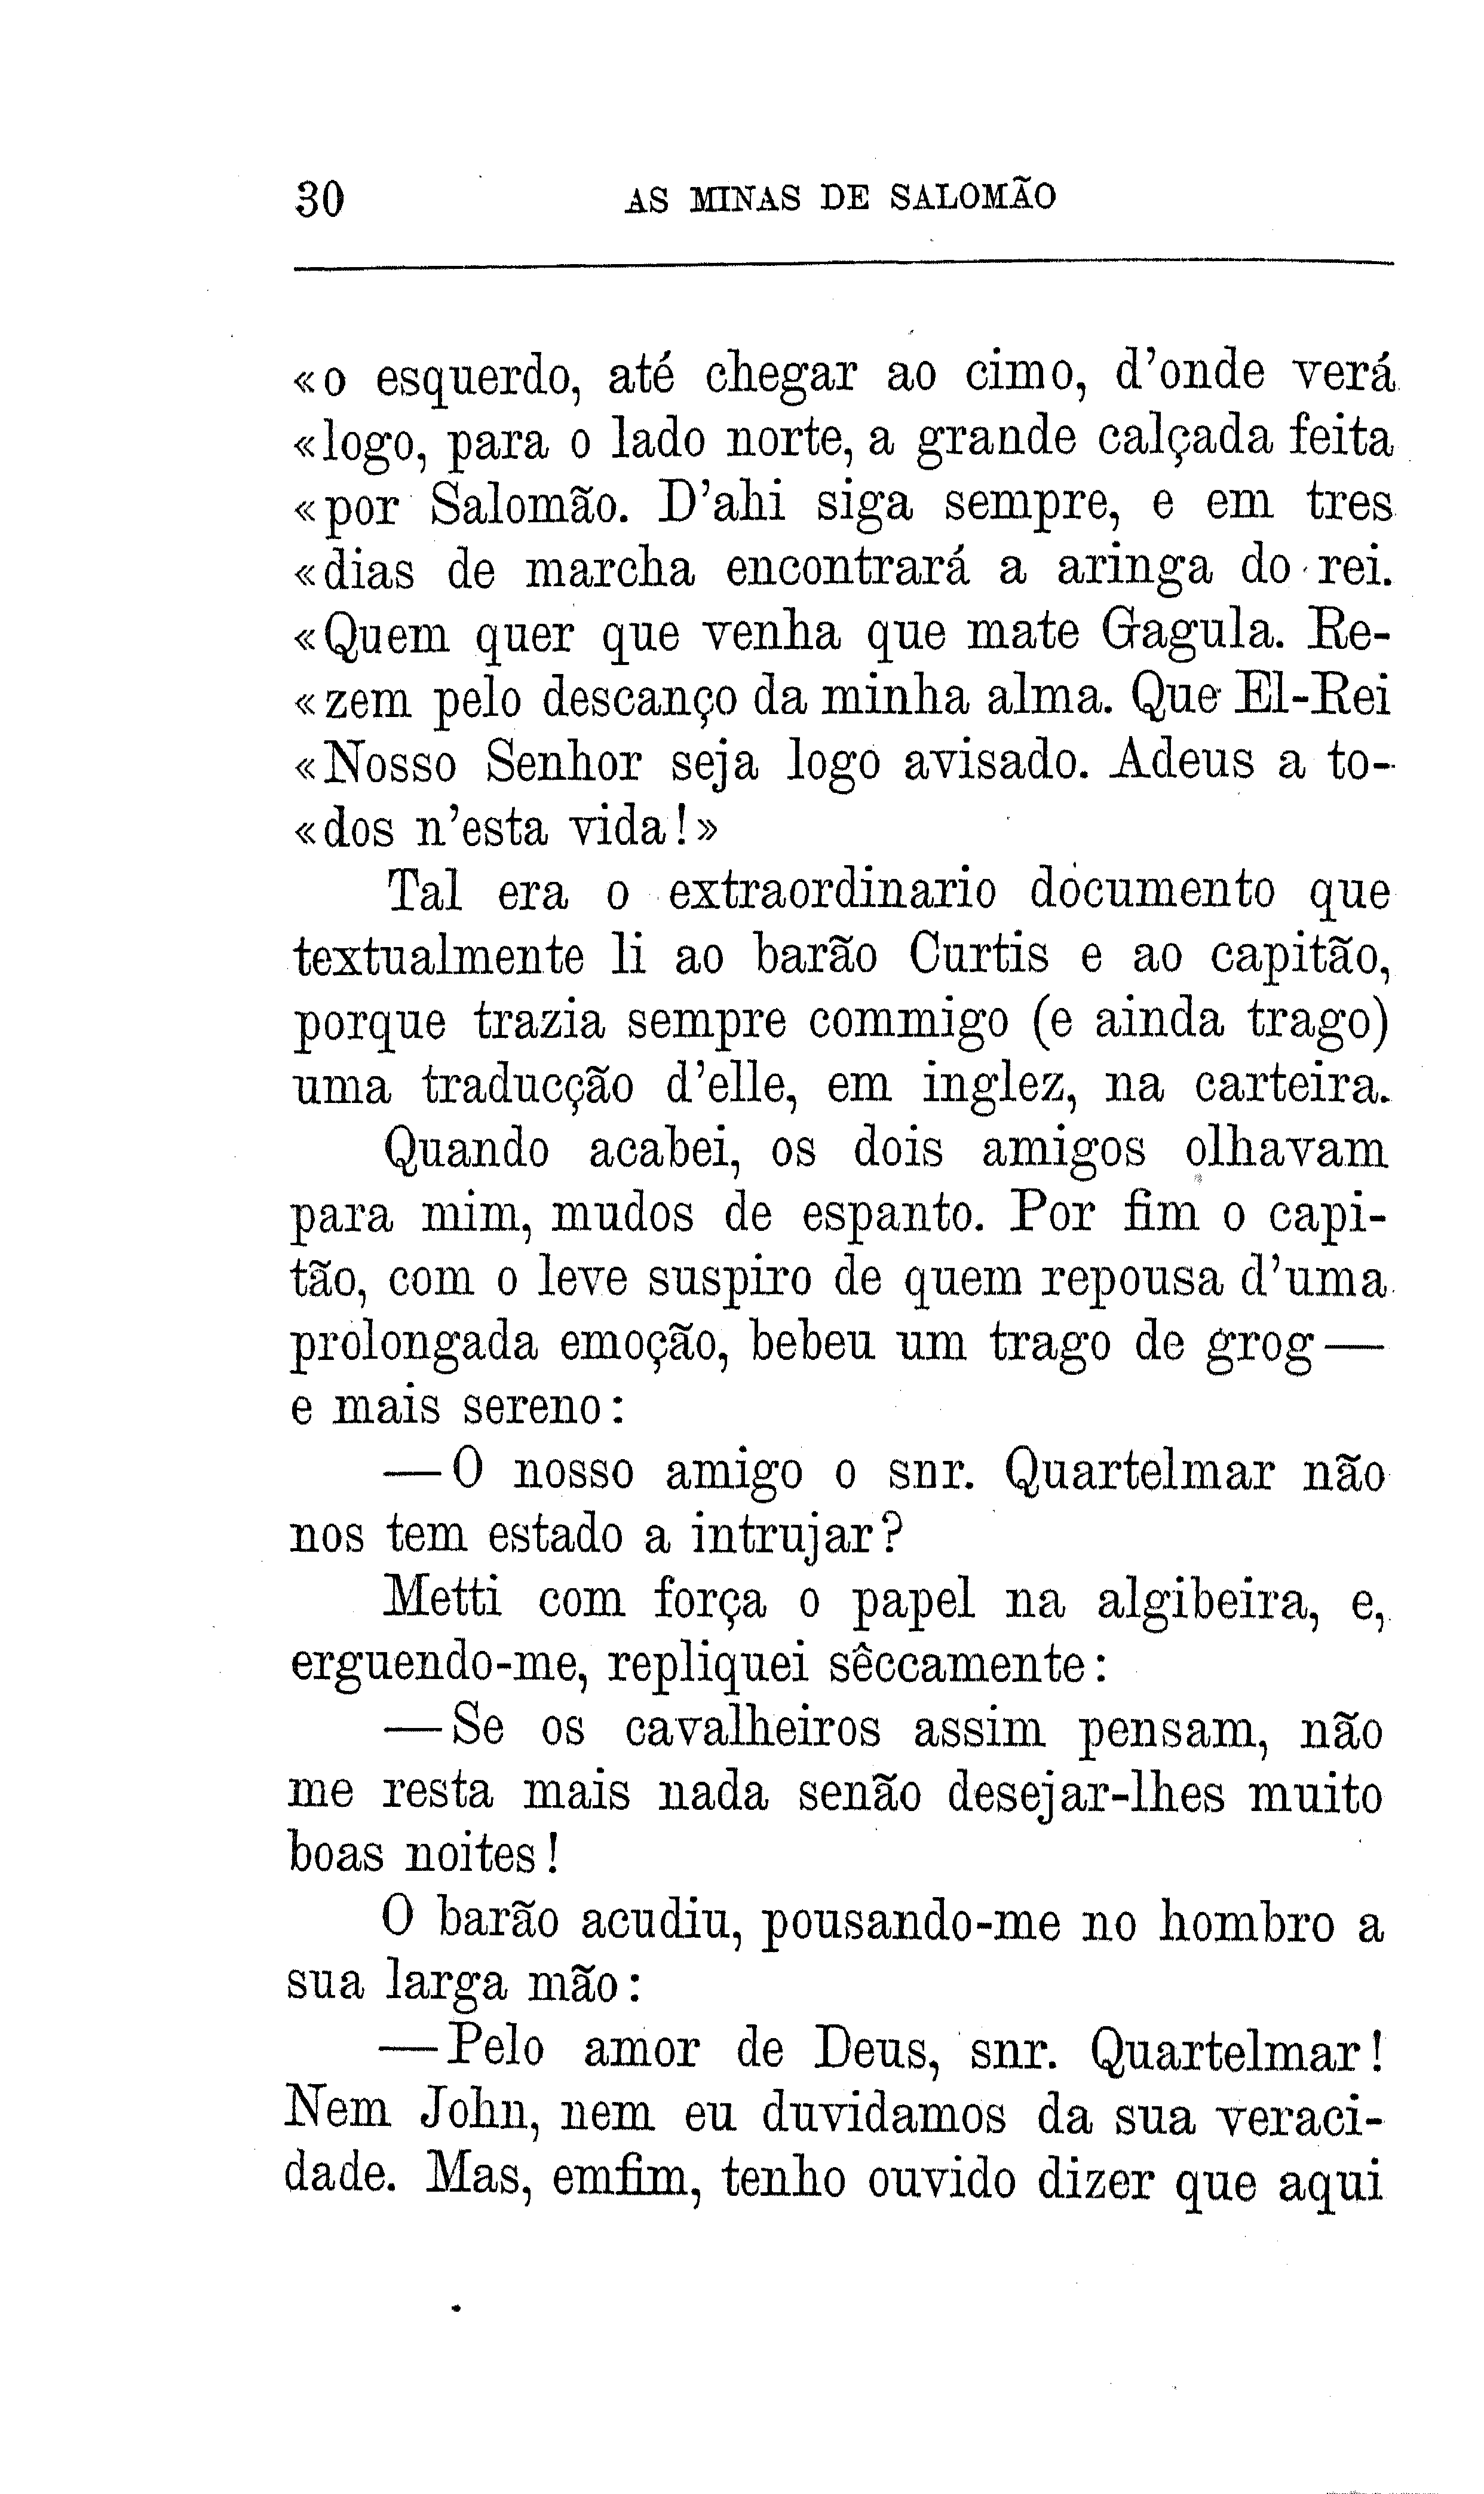 30 AS MINAS DE SALOMÃO
«o esquerdo, até chegar ao cimo, d'onde verá
«logo, para o lado norte, a grande calçada feita
«por Salomão. D'ahi siga sempre, e em tres
«dias de marcha encontrará a aringa do rei.
«Quem quer que venha que mate Gagula. Re-
«zem pelo descanço da minha alma. Que El-Rei
«Nosso Senhor seja logo avisado. Adeus a to-
«dos n'esta vida!»
Tal era o extraordinario documento que
textualmente li ao barão Curtis e ao capitão,
porque trazia sempre commigo (e ainda trago)
uma traducção d'elle, em inglez, na carteira.
Quando acabei, os dois amigos olhavam
para mim, mudos de espanto. Por fim o capi-
tão, com o leve suspiro de quem repousa d'uma
prolongada emoção, bebeu um trago de grog—
e mais sereno:
—O nosso amigo o snr. Quartelmar não
nos tem estado a intrujar?
Metti com força o papel na algibeira, e,
erguendo-me, repliquei sêccamente:
—Se os cavalheiros assim pensam, não
me resta mais nada senão desejar-lhes muito
boas noites!
O barão acudiu, pousando-me no hombro a
sua larga mão:
—Pelo amor de Deus, snr. Quartelmar!
Nem John, nem eu duvidamos da sua veraci-
dade. Mas, emfim, tenho ouvido dizer que aqui